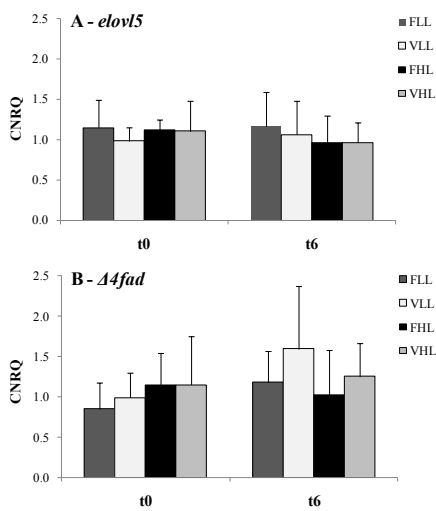 A - elovl5
2.5
2.0
1.5
1.0
0.5
0.0
CNRQ
t0
t6
FLL
VLL
FHL
VHL
B - Δ4fad
2.5
2.0
1.5
1.0
0.5
0.0
CNRQ
t0
t6
FLL
VLL
FHL
VHL